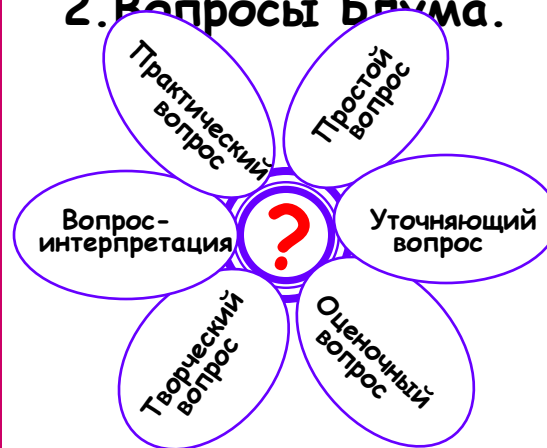 2.Вопросы Блума.
Практический
вопрос
Простой
вопрос
Вопрос-
интерпретация
?
Уточняющий
вопрос
Творческий
вопрос
Оценочный
вопрос